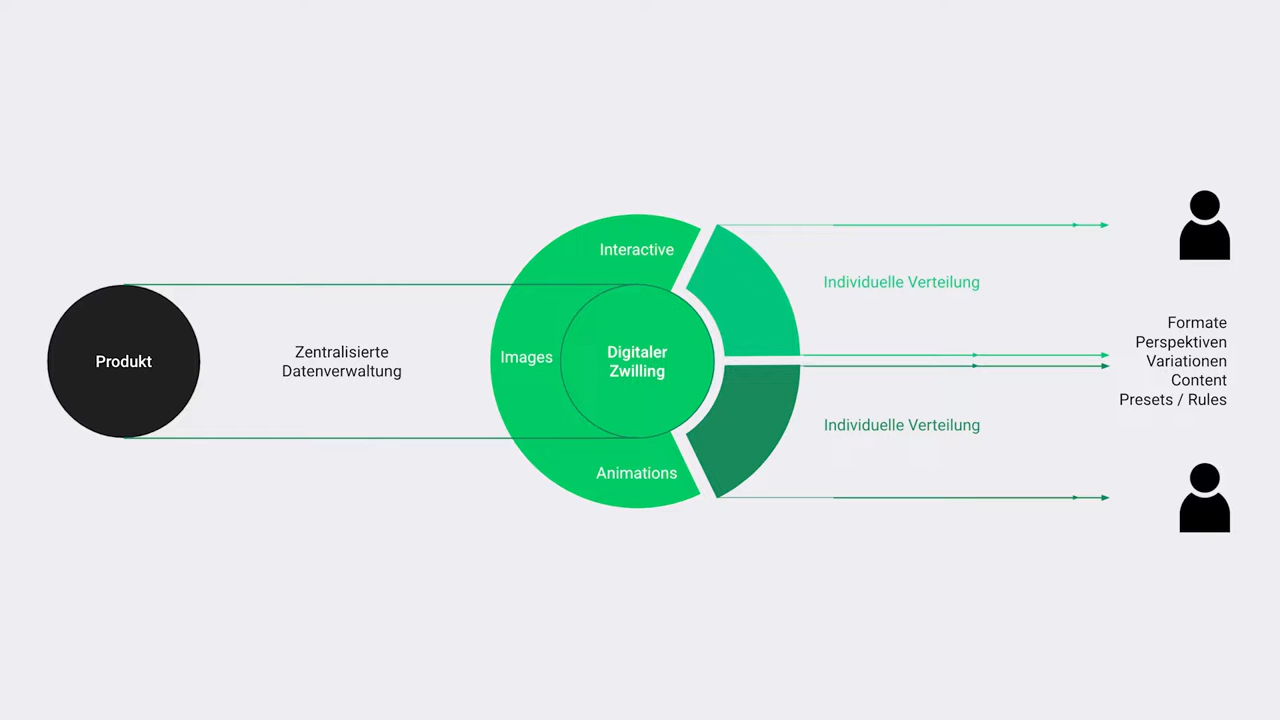 Produkt
Zentralisierte
Datenverwaltung
Interactive
Images
Digitaler
Zwilling
Animations
Individuelle Verteilung
Individuelle Verteilung
Formate
Perspektiven
Variationen
Content
Presets / Rules